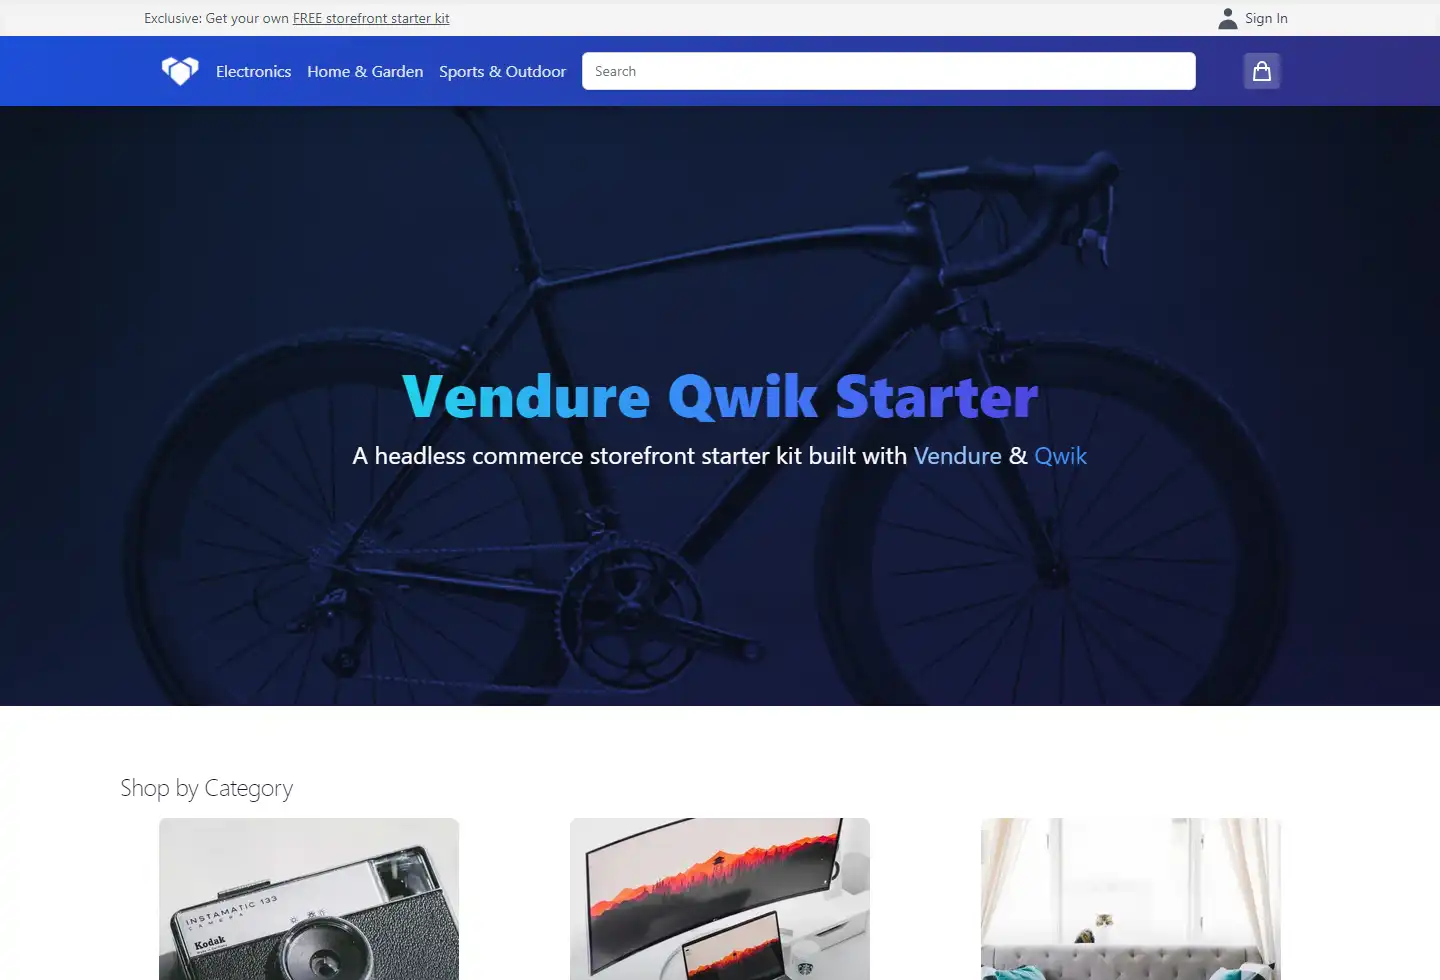 Exclusive: Get your own FREE storefront starter kit
Sign In
Electronics
Home & Garden
Sports & Outdoor
Search
Vendure Qwik Starter
A headless commerce storefront starter kit built with Vendure & Qwik
Shop by Category
INSTAMATIC 133
CAMERA
Kodak